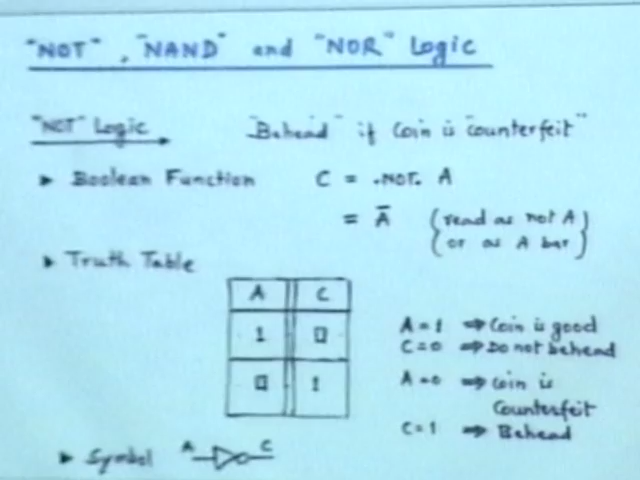 "NOT", "NAND" and "NOR" Logic
"NOT" Logic "Behead" if Coin is "Counterfeit"
Boolean Function C = .NOT. A
= A̅ {read as not A
or as A bar}
Truth Table
A C
1 0
0 1
A=1 ⇒ Coin is good
C=0 ⇒ Do not behead
A=0 ⇒ Coin is
Counterfeit
C=1 ⇒ Behead
Symbol A C